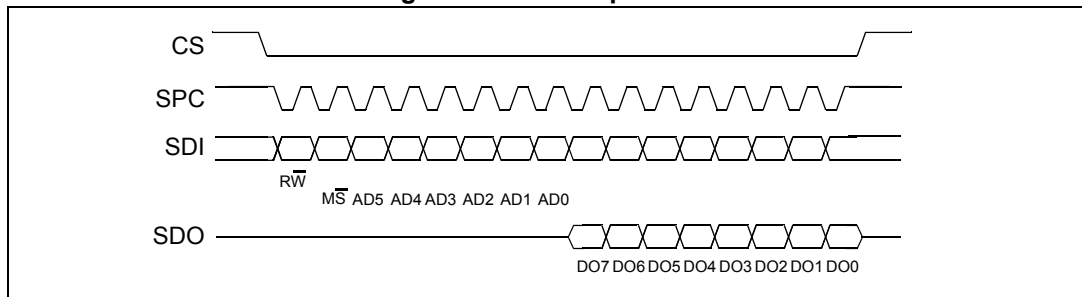 CS
SPC
SDI
RW̅
MS̅ AD5 AD4 AD3 AD2 AD1 AD0
SDO
DO7 DO6 DO5 DO4 DO3 DO2 DO1 DO0